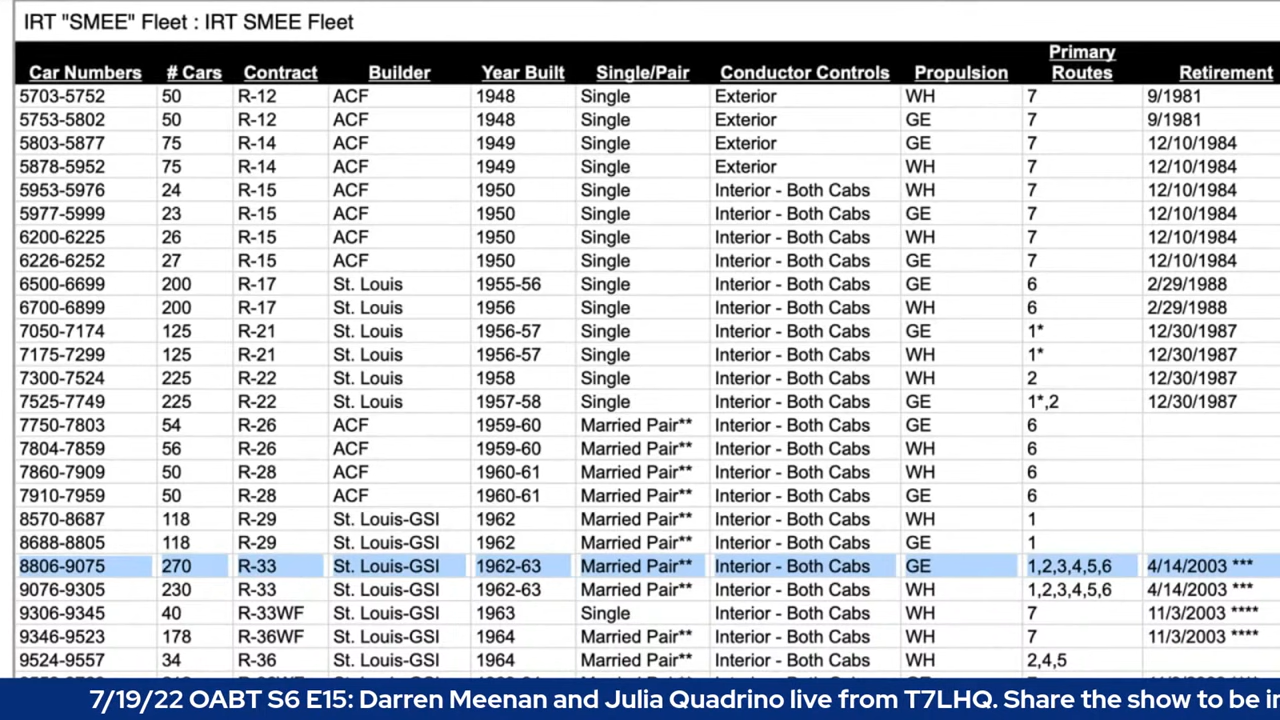 IRT "SMEE" Fleet : IRT SMEE Fleet
Car Numbers # Cars Contract Builder Year Built Single/Pair Conductor Controls Propulsion Primary Routes Retirement
5703-5752 50 R-12 ACF 1948 Single Exterior WH 7 9/1981
5753-5802 50 R-12 ACF 1948 Single Exterior GE 7 9/1981
5803-5877 75 R-14 ACF 1949 Single Exterior GE 7 12/10/1984
5878-5952 75 R-14 ACF 1949 Single Exterior WH 7 12/10/1984
5953-5976 24 R-15 ACF 1950 Single Interior - Both Cabs WH 7 12/10/1984
5977-5999 23 R-15 ACF 1950 Single Interior - Both Cabs GE 7 12/10/1984
6200-6225 26 R-15 ACF 1950 Single Interior - Both Cabs WH 7 12/10/1984
6226-6252 27 R-15 ACF 1950 Single Interior - Both Cabs GE 7 12/10/1984
6500-6699 200 R-17 St. Louis 1955-56 Single Interior - Both Cabs GE 6 2/29/1988
6700-6899 200 R-17 St. Louis 1956 Single Interior - Both Cabs WH 6 2/29/1988
7050-7174 125 R-21 St. Louis 1956-57 Single Interior - Both Cabs GE 1* 12/30/1987
7175-7299 125 R-21 St. Louis 1956-57 Single Interior - Both Cabs WH 1* 12/30/1987
7300-7524 225 R-22 St. Louis 1958 Single Interior - Both Cabs WH 2 12/30/1987
7525-7749 225 R-22 St. Louis 1957-58 Single Interior - Both Cabs GE 1*,2 12/30/1987
7750-7803 54 R-26 ACF 1959-60 Married Pair** Interior - Both Cabs GE 6
7804-7859 56 R-26 ACF 1959-60 Married Pair** Interior - Both Cabs WH 6
7860-7909 50 R-28 ACF 1960-61 Married Pair** Interior - Both Cabs WH 6
7910-7959 50 R-28 ACF 1960-61 Married Pair** Interior - Both Cabs GE 6
8570-8687 118 R-29 St. Louis-GSI 1962 Married Pair** Interior - Both Cabs WH 1
8688-8805 118 R-29 St. Louis-GSI 1962 Married Pair** Interior - Both Cabs GE 1
8806-9075 270 R-33 St. Louis-GSI 1962-63 Married Pair** Interior - Both Cabs GE 1,2,3,4,5,6 4/14/2003 ***
9076-9305 230 R-33 St. Louis-GSI 1962-63 Married Pair** Interior - Both Cabs WH 1,2,3,4,5,6 4/14/2003 ***
9306-9345 40 R-33WF St. Louis-GSI 1963 Single Interior - Both Cabs WH 7 11/3/2003 ****
9346-9523 178 R-36WF St. Louis-GSI 1964 Married Pair** Interior - Both Cabs WH 7 11/3/2003 ****
9524-9557 34 R-36 St. Louis-GSI 1964 Married Pair** Interior - Both Cabs WH 2,4,5
7/19/22 OABT S6 E15: Darren Meenan and Julia Quadrino live from T7LHQ. Share the show to be